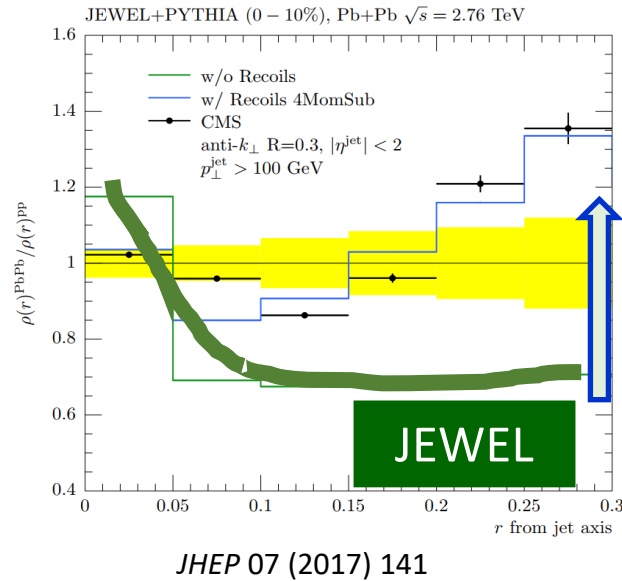 JEWEL+PYTHIA (0 − 10%), Pb+Pb √s = 2.76 TeV
ρ(r)^PbPb/ρ(r)^pp
1.6
1.4
1.2
1
0.8
0.6
0.4
w/o Recoils
w/ Recoils 4MomSub
CMS
anti-k⊥ R=0.3, |η^jet| < 2
p⊥^jet > 100 GeV
JEWEL
0 0.05 0.1 0.15 0.2 0.25 0.3
r from jet axis
JHEP 07 (2017) 141